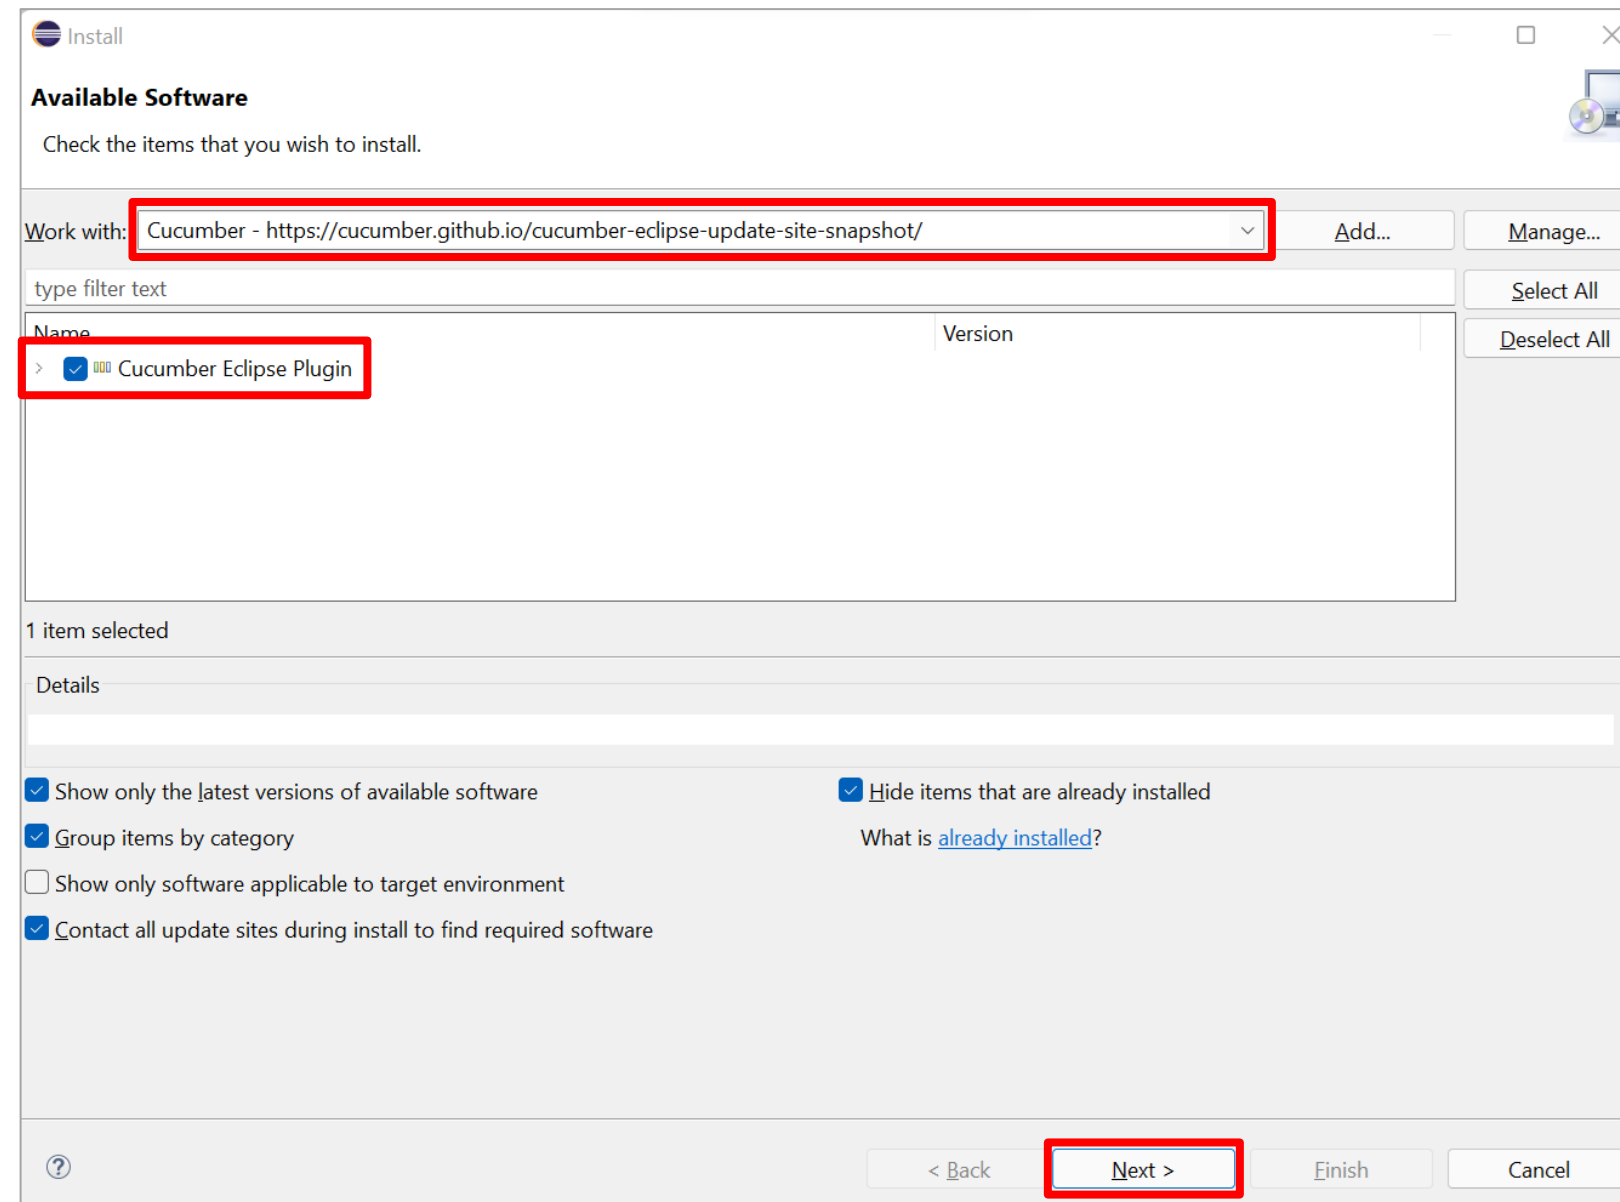 Install
Available Software
Check the items that you wish to install.
Work with: Cucumber - https://cucumber.github.io/cucumber-eclipse-update-site-snapshot/ Add... Manage...
type filter text Select All
Name Version Deselect All
Cucumber Eclipse Plugin
1 item selected
Details
Show only the latest versions of available software Hide items that are already installed
Group items by category What is already installed?
Show only software applicable to target environment
Contact all update sites during install to find required software
? < Back Next > Finish Cancel